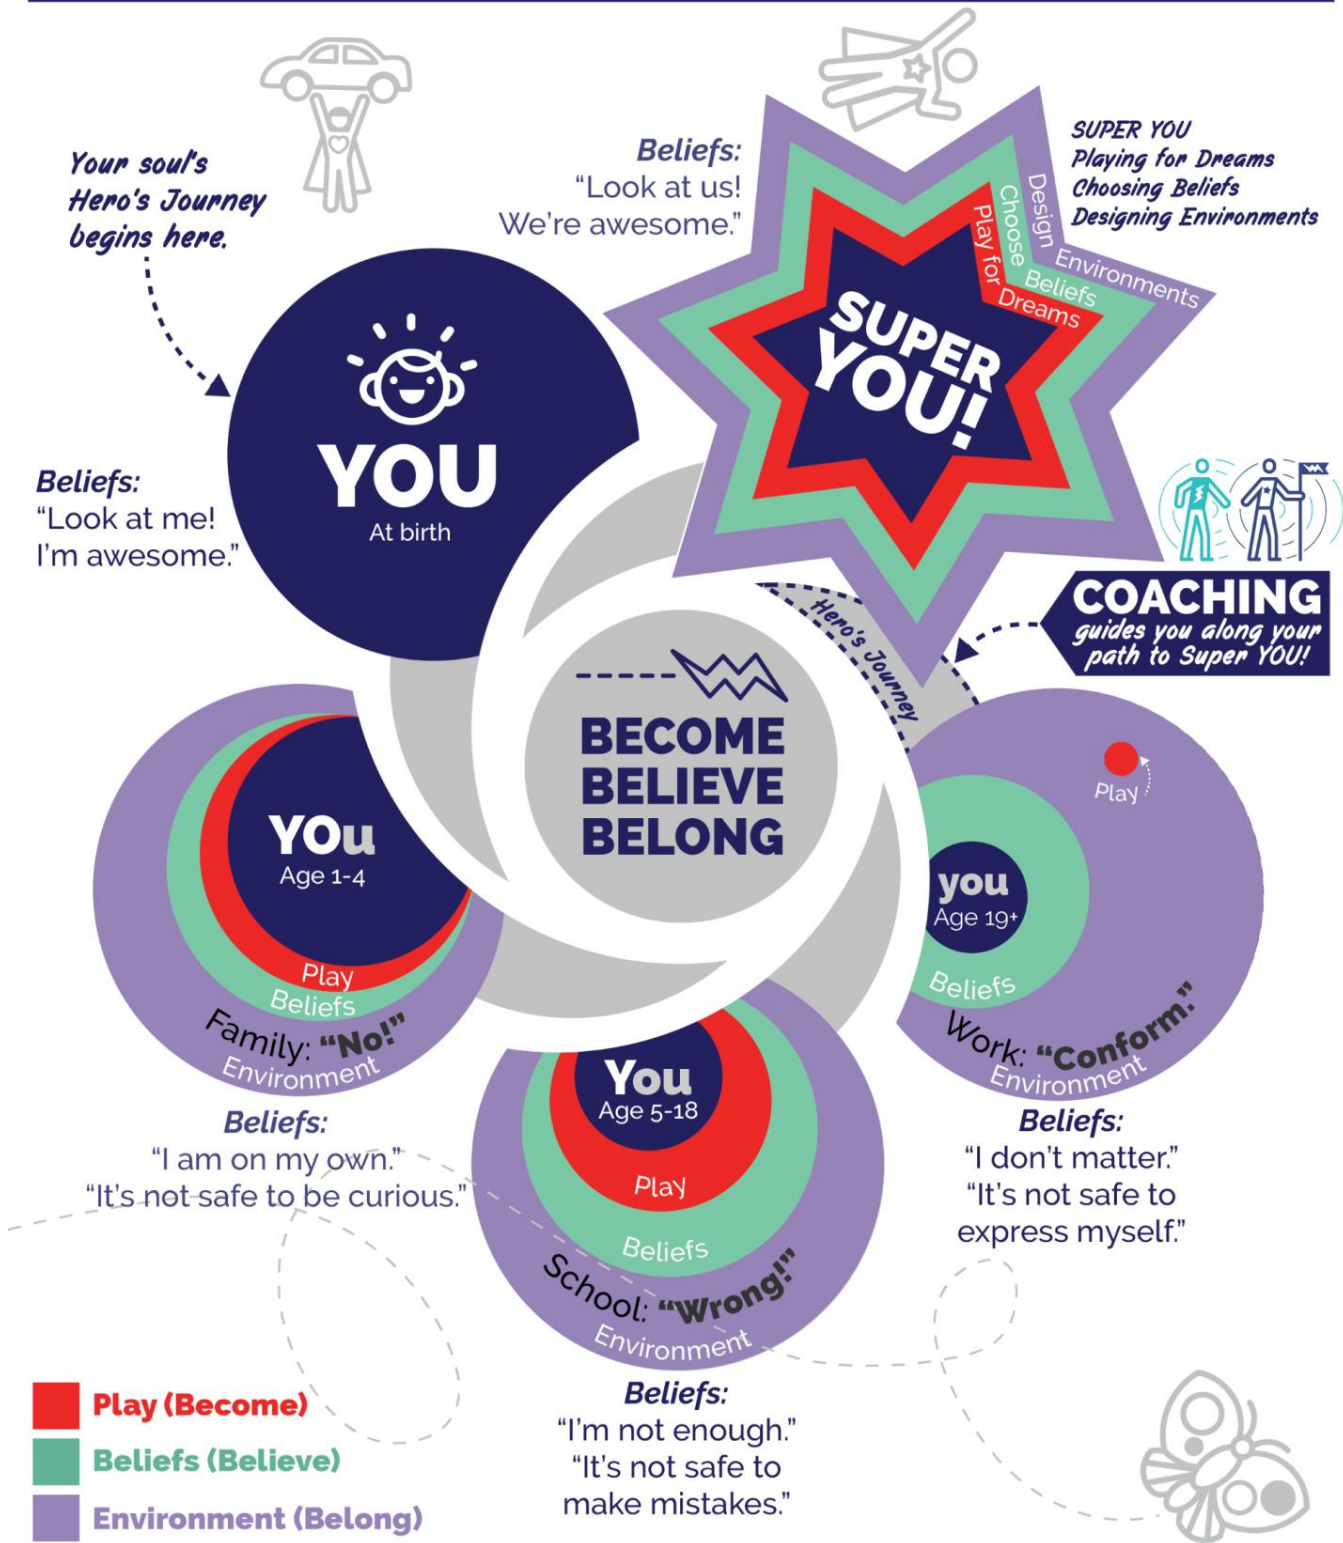 Your soul's
Hero's Journey
begins here.
Beliefs:
“Look at us!
We're awesome.”
SUPER YOU
Playing for Dreams
Choosing Beliefs
Designing Environments
Design Environments
Choose Beliefs
Play for Dreams
SUPER
YOU!
YOU
At birth
Beliefs:
“Look at me!
I'm awesome.”
COACHING
guides you along your
path to Super YOU!
Hero's Journey
BECOME
BELIEVE
BELONG
YOu
Age 1-4
Play
Beliefs
Family: “No!”
Environment
Beliefs:
“I am on my own.”
“It's not safe to be curious.”
You
Age 5-18
Play
Beliefs
School: “Wrong!”
Environment
Beliefs:
“I'm not enough.”
“It's not safe to
make mistakes.”
Play
you
Age 19+
Beliefs
Work: “Conform.”
Environment
Beliefs:
“I don't matter.”
“It's not safe to
express myself.”
Play (Become)
Beliefs (Believe)
Environment (Belong)